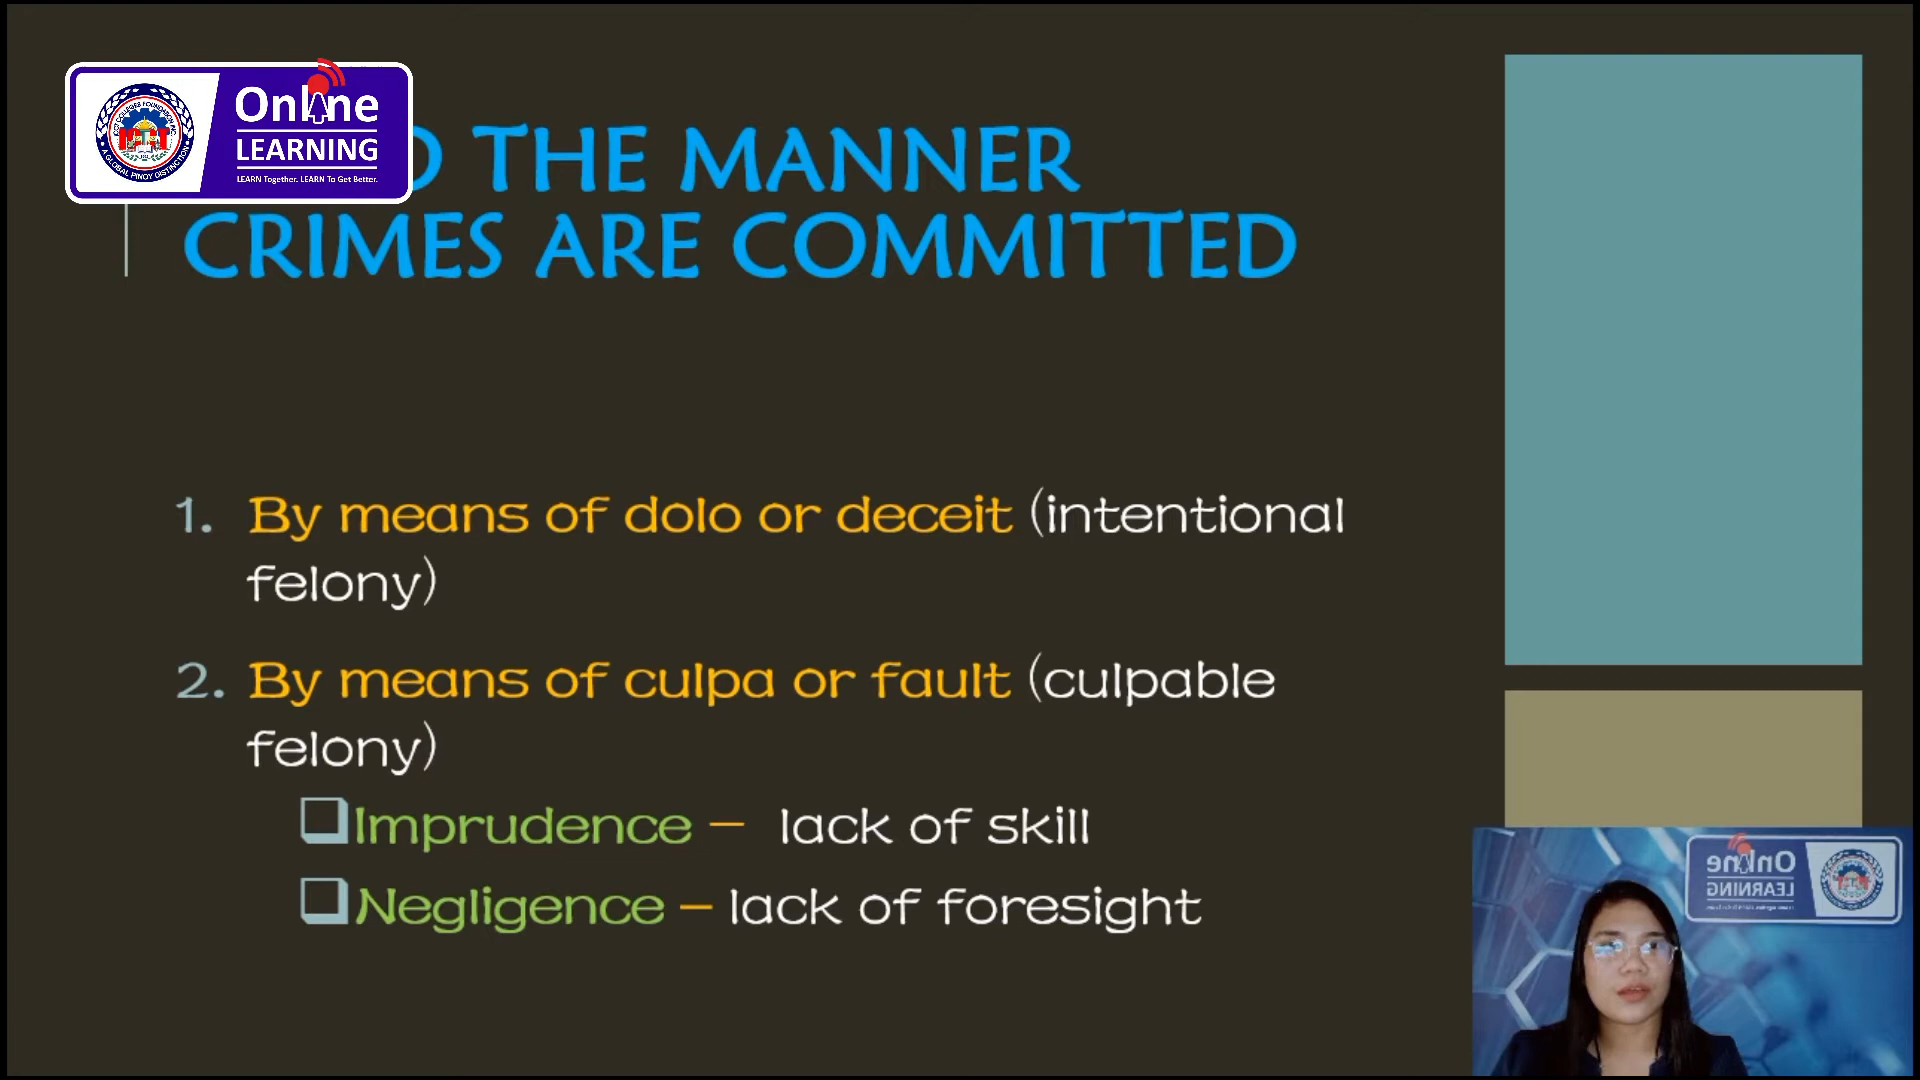 Online
LEARNING
LEARN Together. LEARN To Get Better.
THE MANNER
CRIMES ARE COMMITTED
1. By means of dolo or deceit (intentional
felony)
2. By means of culpa or fault (culpable
felony)
Imprudence – lack of skill
Negligence – lack of foresight
Online
LEARNING